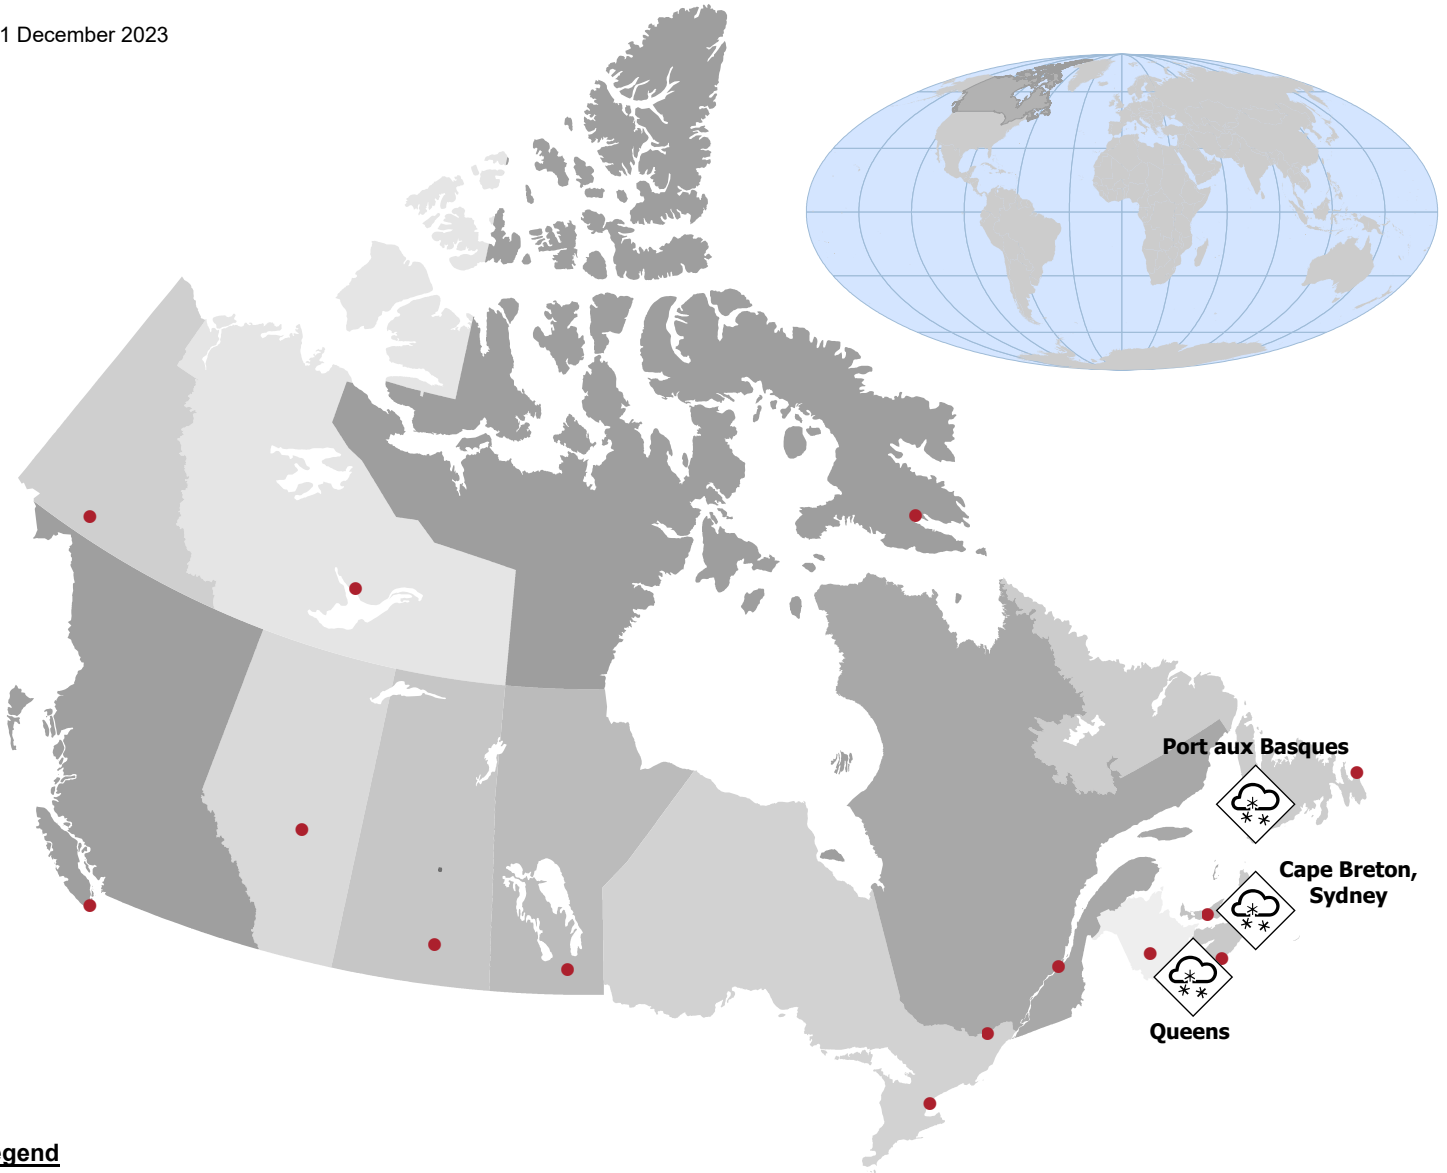 1 December 2023
Port aux Basques
Cape Breton,
Sydney
Queens
egend